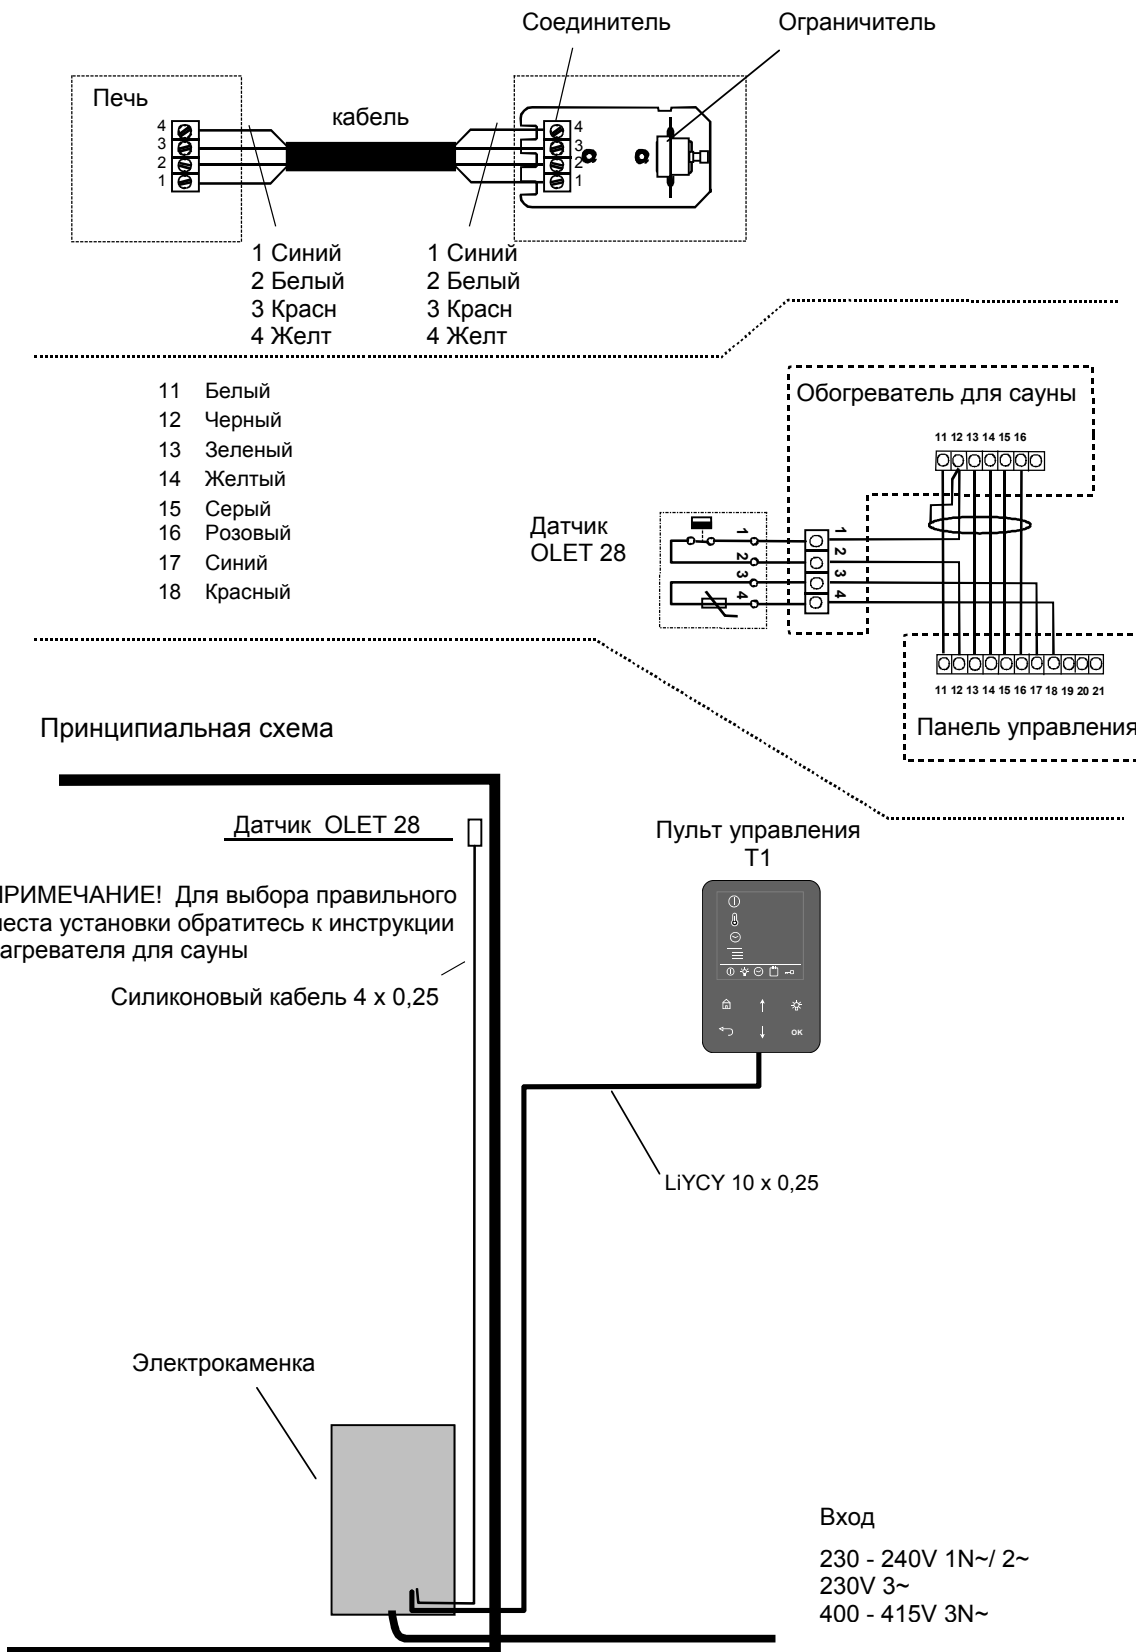 Соединитель
Ограничитель
Печь
кабель
4
3
2
1
4
3
2
1
1 Синий
2 Белый
3 Красн
4 Желт
1 Синий
2 Белый
3 Красн
4 Желт
11 Белый
12 Черный
13 Зеленый
14 Желтый
15 Серый
16 Розовый
17 Синий
18 Красный
Обогреватель для сауны
11 12 13 14 15 16
Датчик
OLET 28
1
2
3
4
1
2
3
4
11 12 13 14 15 16 17 18 19 20 21
Панель управления
Принципиальная схема
Датчик OLET 28
Пульт управления
T1
РИМЕЧАНИЕ! Для выбора правильного
еста установки обратитесь к инструкции
агревателя для сауны
Силиконовый кабель 4 x 0,25
OK
LiYCY 10 x 0,25
Электрокаменка
Вход
230 - 240V 1N~/ 2~
230V 3~
400 - 415V 3N~